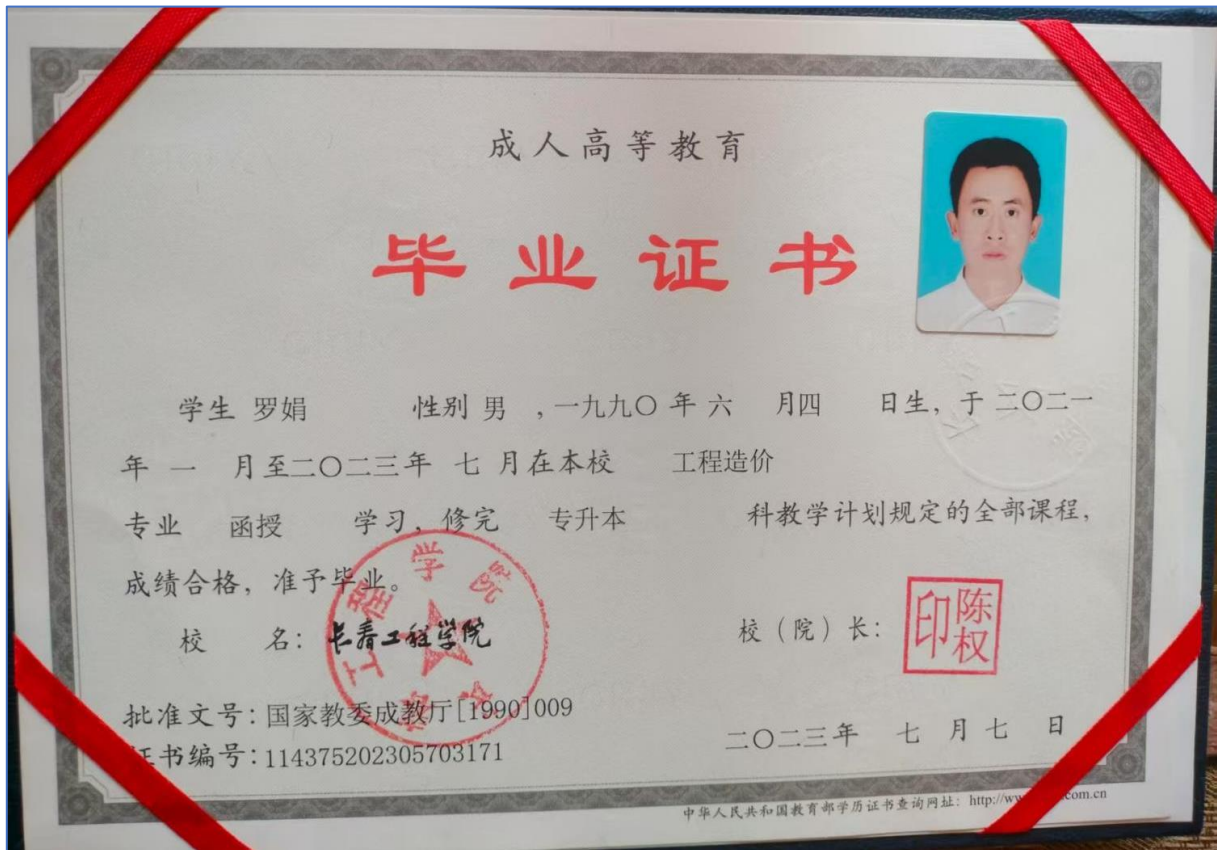 成人高等教育
毕业证书
学生 罗娟 性别 男 ,一九九〇 年 六 月四 日生, 于 二〇二一
年 一 月至二〇二三年 七 月在本校 工程造价
专业 函授 学习, 修完 专升本 科教学计划规定的全部课程,
成绩合格, 准予毕业。
校 名: 长春工程学院
校（院）长: 陈权印
批准文号: 国家教委成教厅[1990]009
二〇二三年 七 月 七 日
书编号: 114375202305703171
中华人民共和国教育部学历证书查询网址: http://ww com.cn